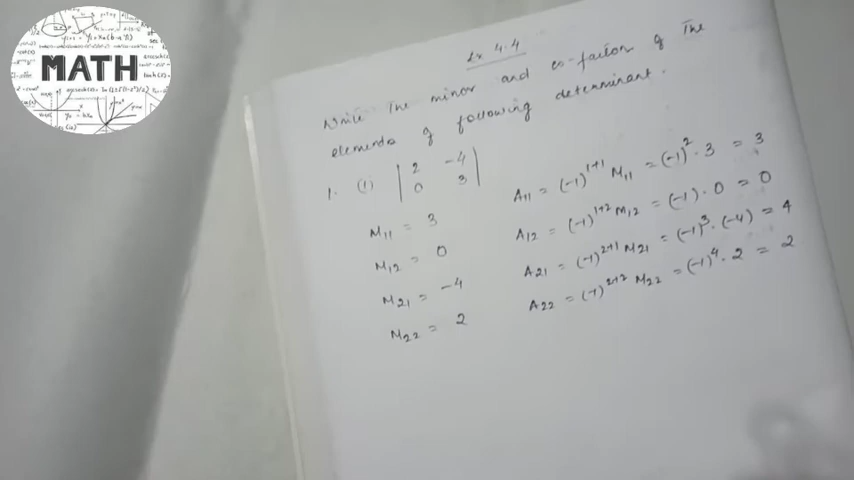 MATH
Ex 4.4
Write the minor and co-factor of the
elements of following determinant.
1. (i) | 2 -4 |
| 0 3 |
M₁₁ = 3
M₁₂ = 0
M₂₁ = -4
M₂₂ = 2
A₁₁ = (-1)¹⁺¹ M₁₁ = (-1)² · 3 = 3
A₁₂ = (-1)¹⁺² M₁₂ = (-1) · 0 = 0
A₂₁ = (-1)²⁺¹ M₂₁ = (-1)³ · (-4) = 4
A₂₂ = (-1)²⁺² M₂₂ = (-1)⁴ · 2 = 2